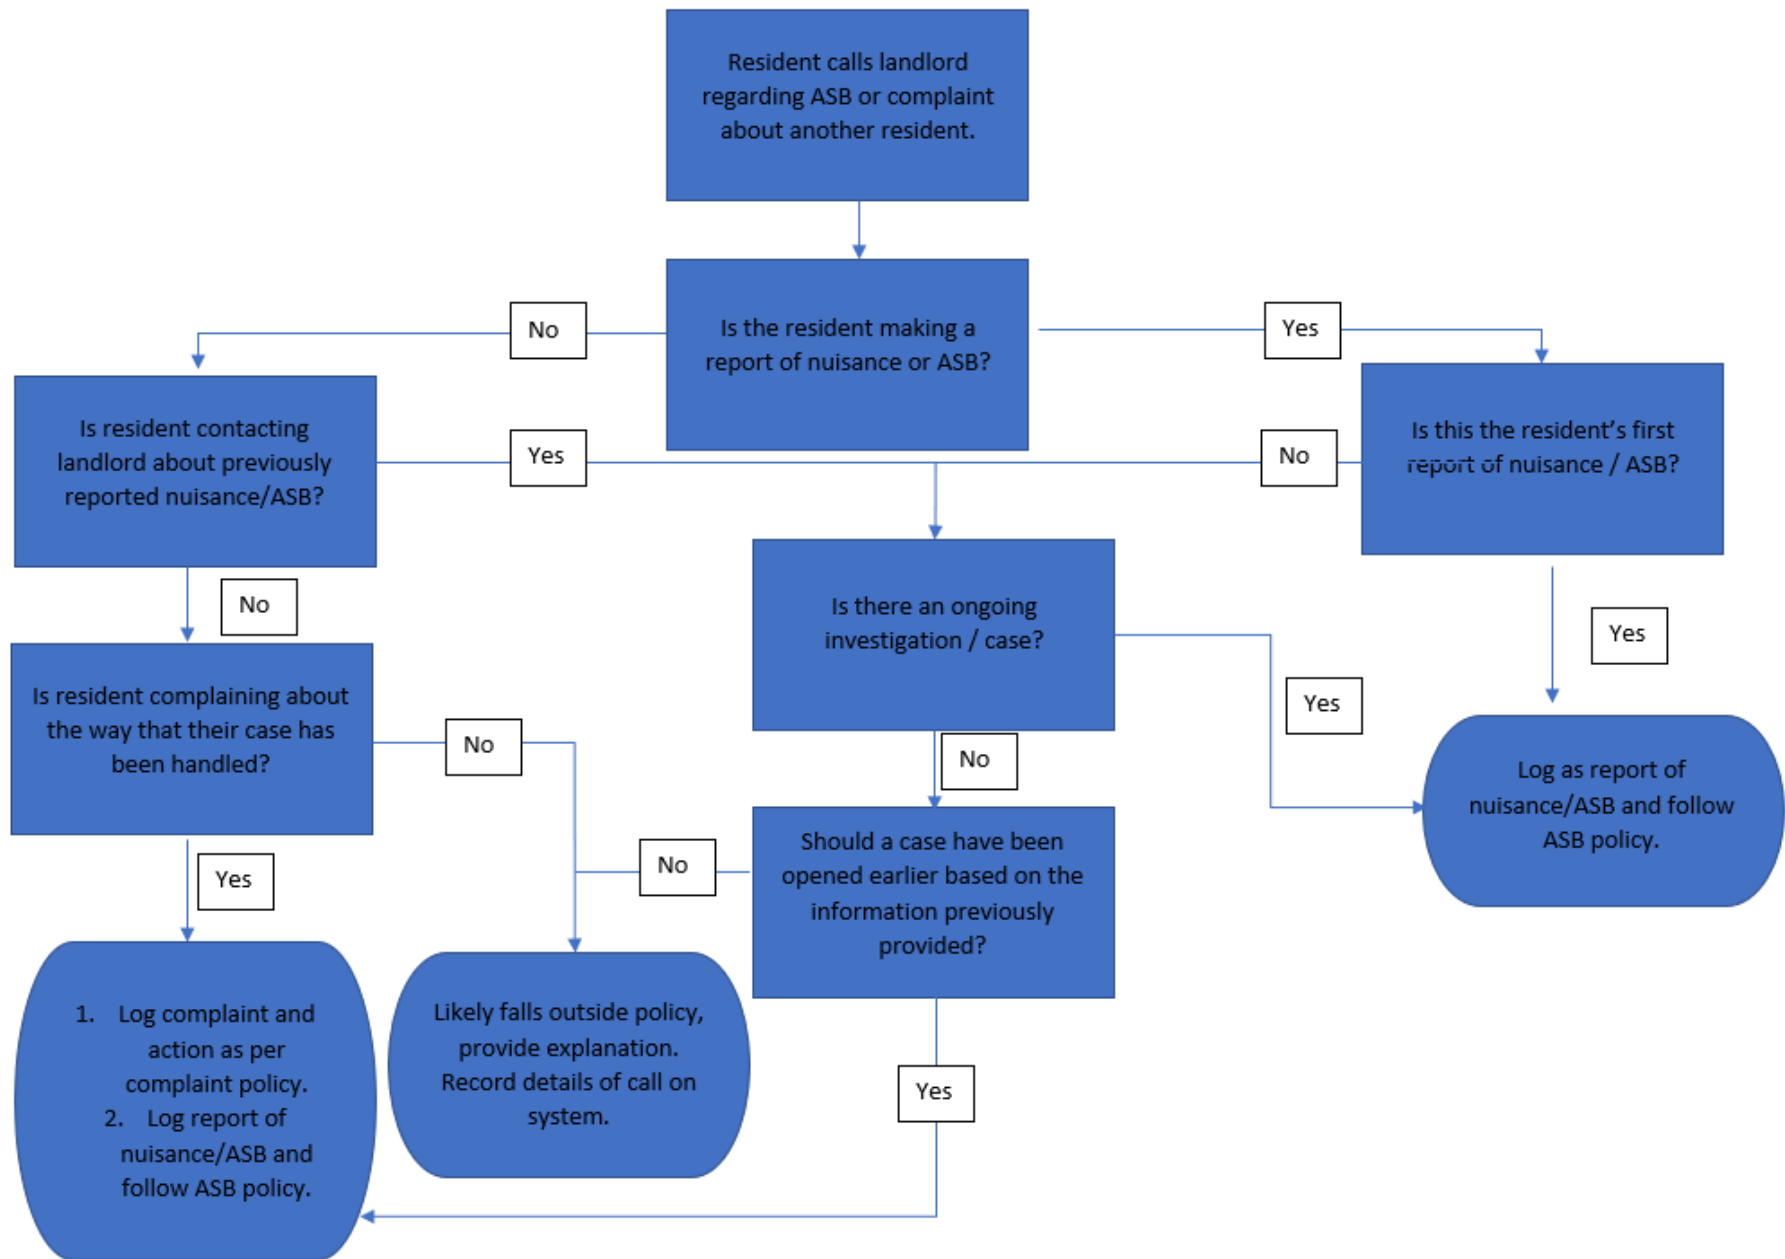 Resident calls landlord
regarding ASB or complaint
about another resident.
No
Is the resident making a
report of nuisance or ASB?
Yes
Is resident contacting
landlord about previously
reported nuisance/ASB?
Yes
No
Is this the resident’s first
report of nuisance / ASB?
No
Is there an ongoing
investigation / case?
Yes
Yes
Is resident complaining about
the way that their case has
been handled?
No
No
Log as report of
nuisance/ASB and follow
ASB policy.
Yes
No
Should a case have been
opened earlier based on the
information previously
provided?
1. Log complaint and
action as per
complaint policy.
2. Log report of
nuisance/ASB and
follow ASB policy.
Likely falls outside policy,
provide explanation.
Record details of call on
system.
Yes